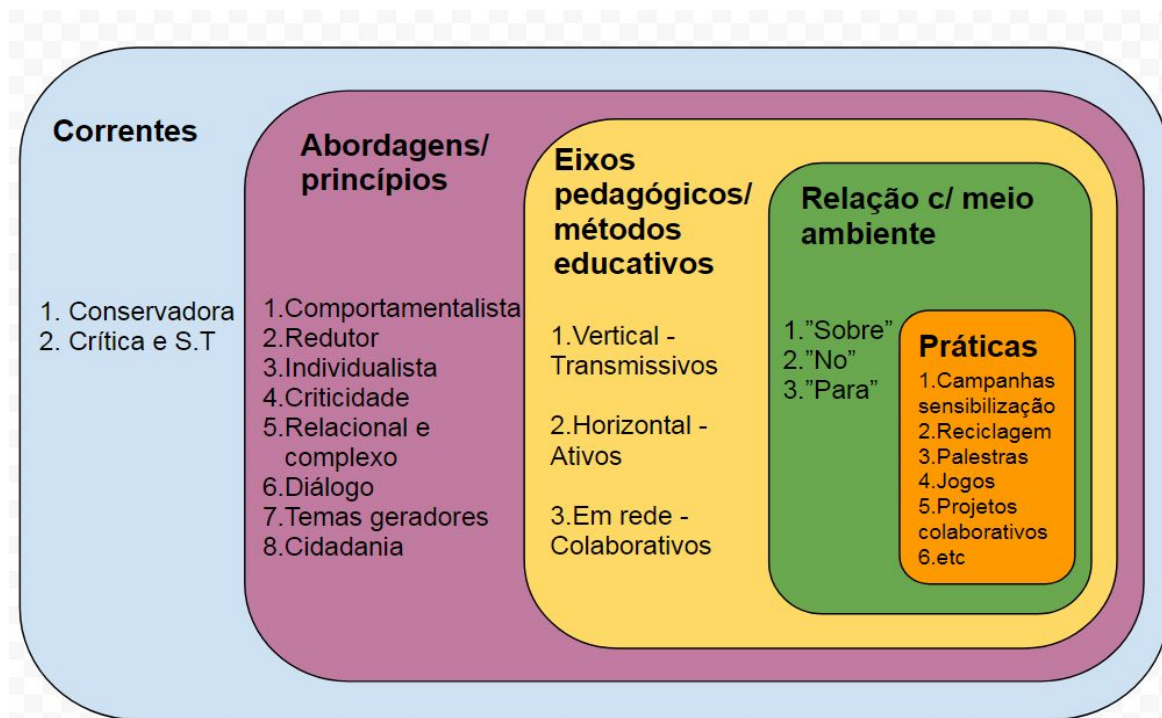 Correntes
1. Conservadora
2. Crítica e S.T
Abordagens/
princípios
1.Comportamentalista
2.Redutor
3.Individualista
4.Criticidade
5.Relacional e
complexo
6.Diálogo
7.Temas geradores
8.Cidadania
Eixos
pedagógicos/
métodos
educativos
1.Vertical -
Transmissivos
2.Horizontal -
Ativos
3.Em rede -
Colaborativos
Relação c/ meio
ambiente
1.”Sobre”
2.”No”
3.”Para”
Práticas
1.Campanhas
sensibilização
2.Reciclagem
3.Palestras
4.Jogos
5.Projetos
colaborativos
6.etc